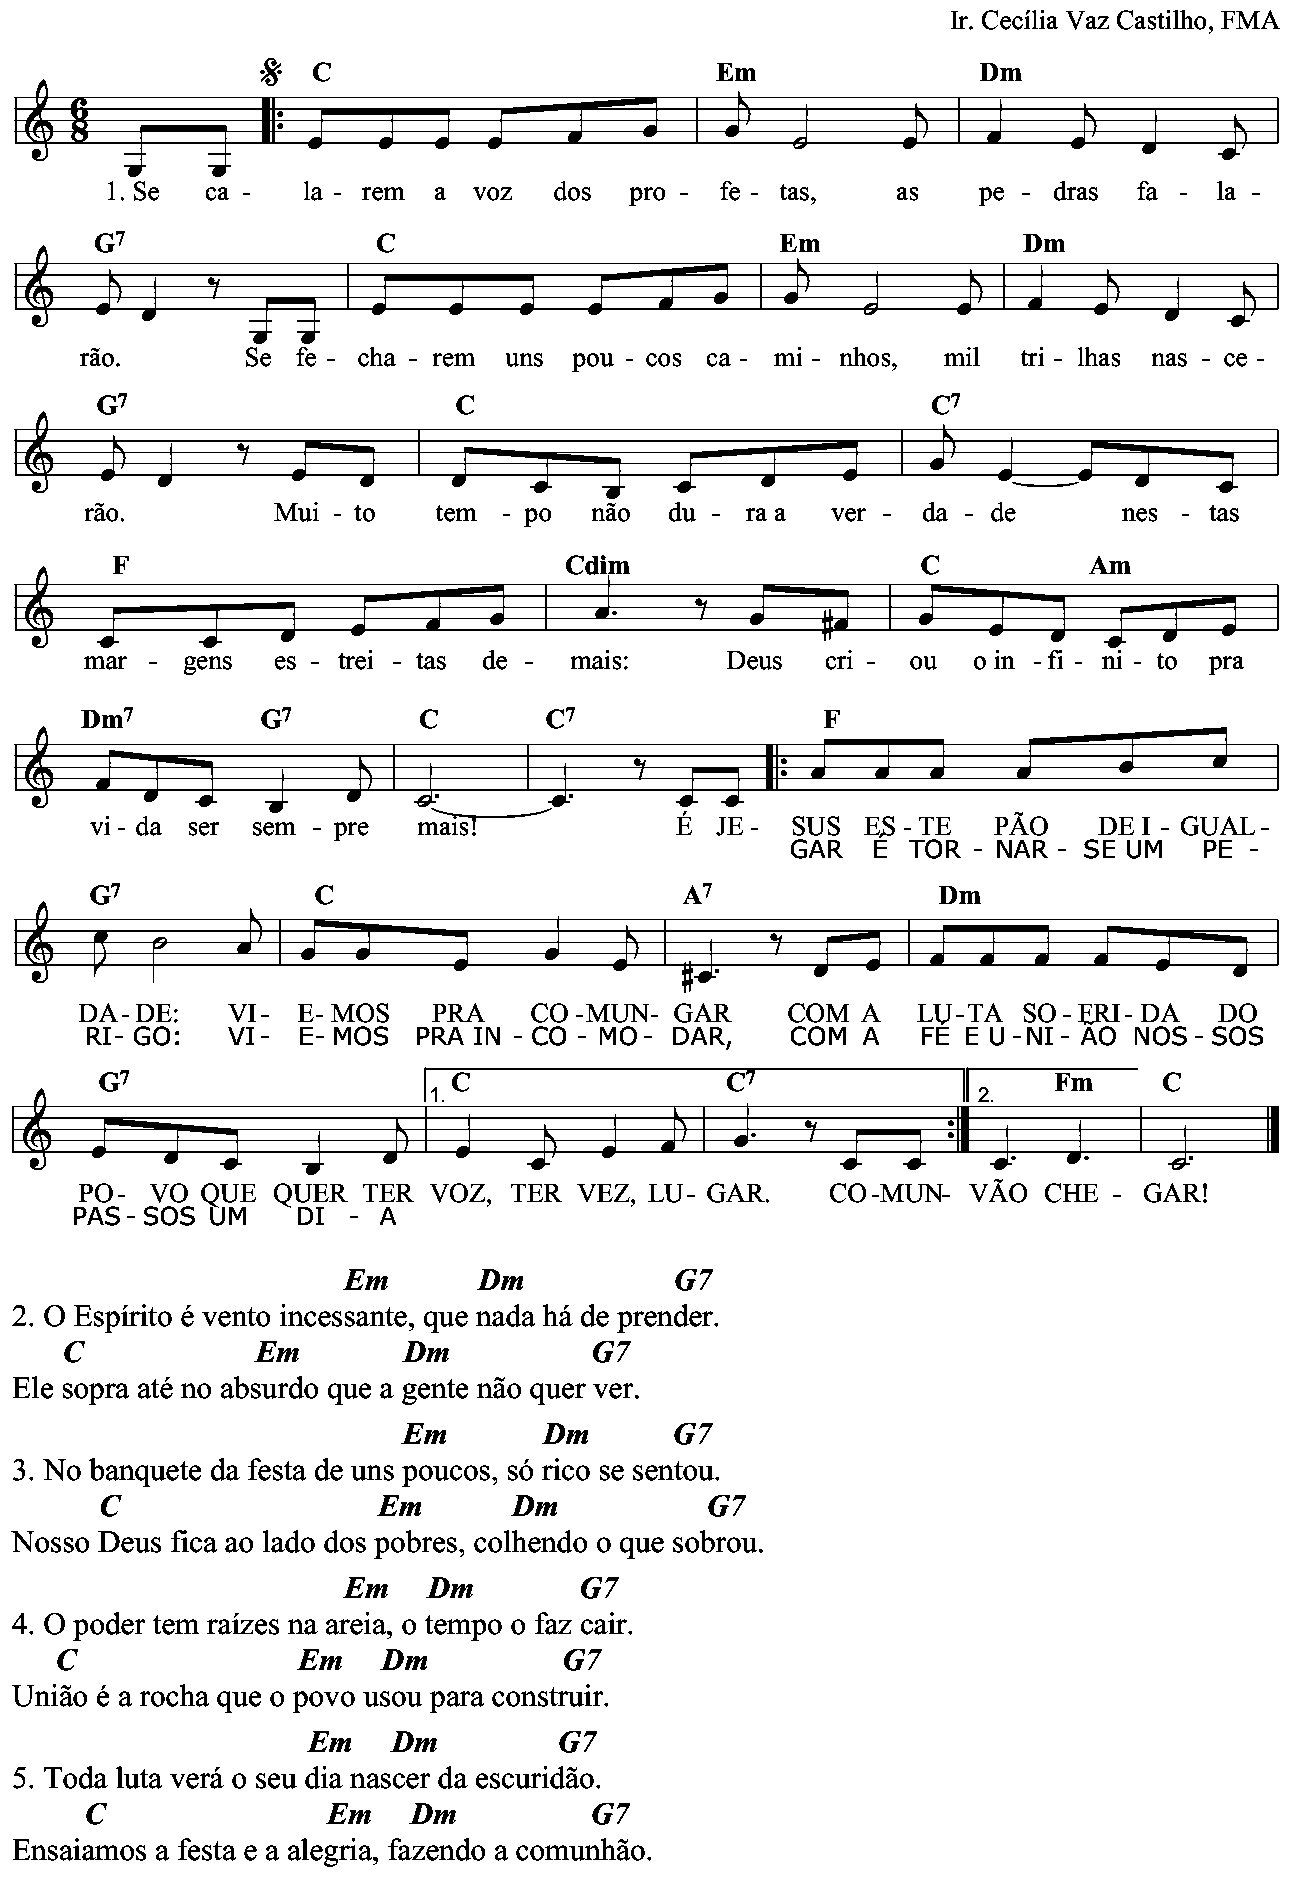 Ir. Cecília Vaz Castilho, FMA
C Em Dm
6
8
1. Se ca - la - rem a voz dos pro - fe - tas, as pe - dras fa - la -
G7 C Em Dm
rão. Se fe - cha - rem uns pou - cos ca - mi - nhos, mil tri - lhas nas - ce -
G7 C C7
rão. Mui - to tem - po não du - ra a ver - da - de nes - tas
F Cdim C Am
mar - gens es - trei - tas de - mais: Deus cri - ou o in - fi - ni - to pra
Dm7 G7 C C7 F
vi - da ser sem - pre mais! É JE - SUS ES - TE PÃO DE I - GUAL -
GAR É TOR - NAR - SE UM PE -
G7 C A7 Dm
DA - DE: VI - E - MOS PRA CO - MUN - GAR COM A LU - TA SO - ERI - DA DO
RI - GO: VI - E - MOS PRA IN - CO - MO - DAR, COM A FÉ E U - NI - ÃO NOS - SOS
G7 1. C C7 2. Fm C
PO - VO QUE QUER TER VOZ, TER VEZ, LU - GAR. CO - MUN - VÃO CHE - GAR!
PAS - SOS UM DI - A
Em Dm G7
2. O Espírito é vento incessante, que nada há de prender.
C Em Dm G7
Ele sopra até no absurdo que a gente não quer ver.
Em Dm G7
3. No banquete da festa de uns poucos, só rico se sentou.
C Em Dm G7
Nosso Deus fica ao lado dos pobres, colhendo o que sobrou.
Em Dm G7
4. O poder tem raízes na areia, o tempo o faz cair.
C Em Dm G7
União é a rocha que o povo usou para construir.
Em Dm G7
5. Toda luta verá o seu dia nascer da escuridão.
C Em Dm G7
Ensaiamos a festa e a alegria, fazendo a comunhão.